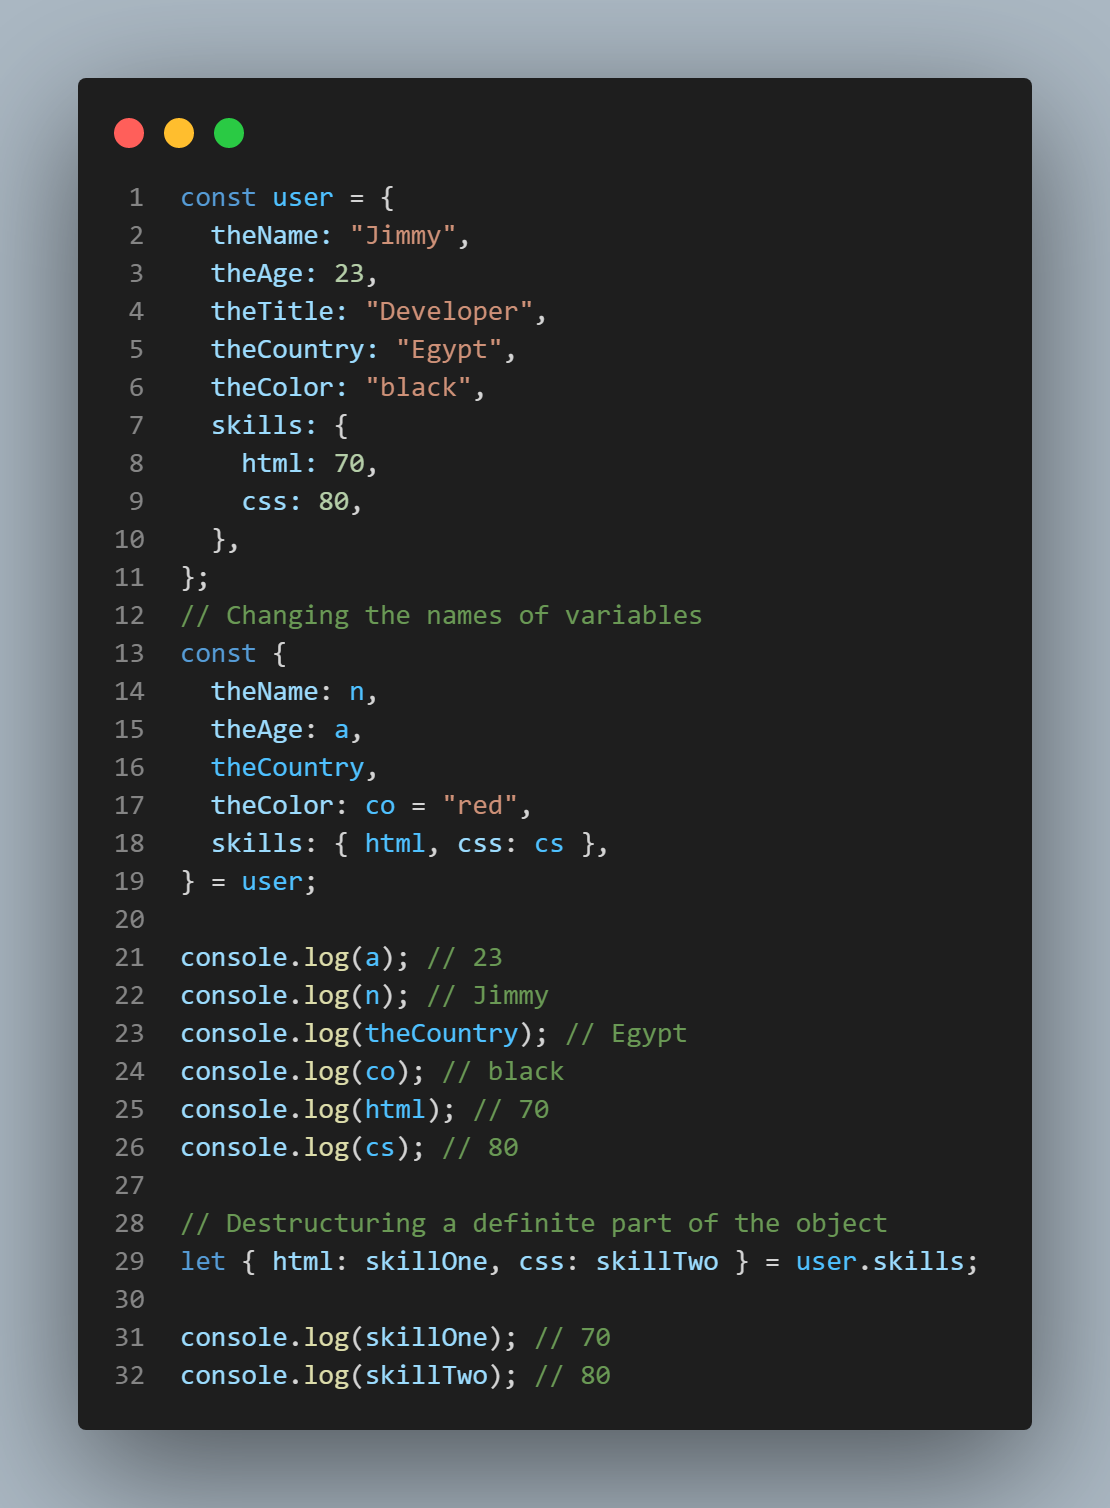 1 const user = {
2   theName: "Jimmy",
3   theAge: 23,
4   theTitle: "Developer",
5   theCountry: "Egypt",
6   theColor: "black",
7   skills: {
8     html: 70,
9     css: 80,
10   },
11 };
12 // Changing the names of variables
13 const {
14   theName: n,
15   theAge: a,
16   theCountry,
17   theColor: co = "red",
18   skills: { html, css: cs },
19 } = user;
20
21 console.log(a); // 23
22 console.log(n); // Jimmy
23 console.log(theCountry); // Egypt
24 console.log(co); // black
25 console.log(html); // 70
26 console.log(cs); // 80
27
28 // Destructuring a definite part of the object
29 let { html: skillOne, css: skillTwo } = user.skills;
30
31 console.log(skillOne); // 70
32 console.log(skillTwo); // 80